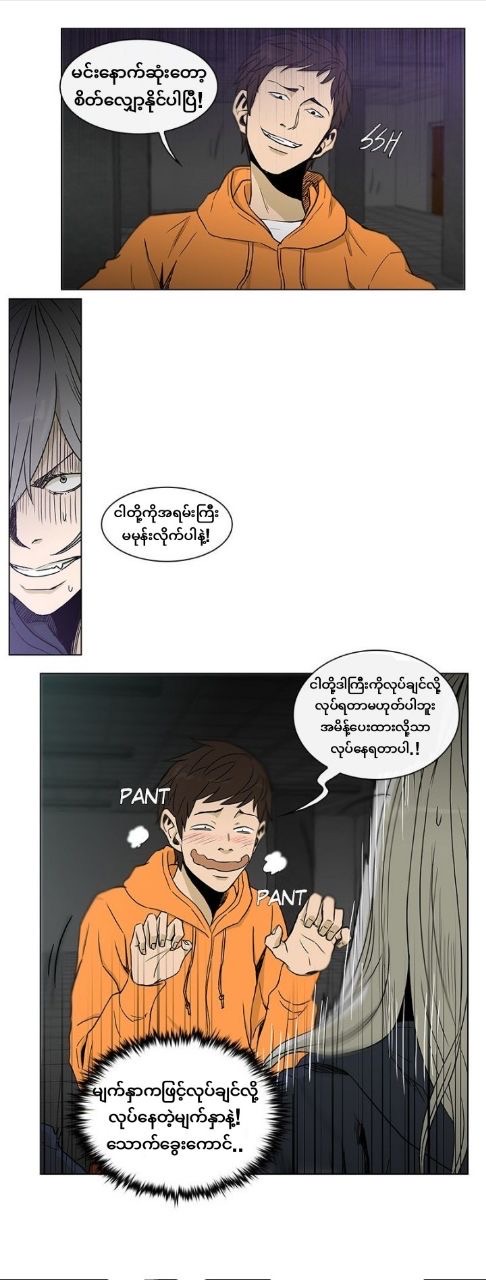 မင်းနောက်ဆုံးတော့
စိတ်လျှော့နိုင်ပါပြီ!
SSH
ငါတို့ကိုအရမ်းကြီး
မမုန်းလိုက်ပါနဲ့!
ငါတို့ဒါကြီးကိုလုပ်ချင်လို့
လုပ်ရတာမဟုတ်ပါဘူး
အမိန့်ပေးထားလို့သာ
လုပ်နေရတာပါ.!
PANT
PANT
မျက်နှာကဖြင့်လုပ်ချင်လို့
လုပ်နေတဲ့မျက်နှာနဲ့!
သောက်ခွေးကောင်..